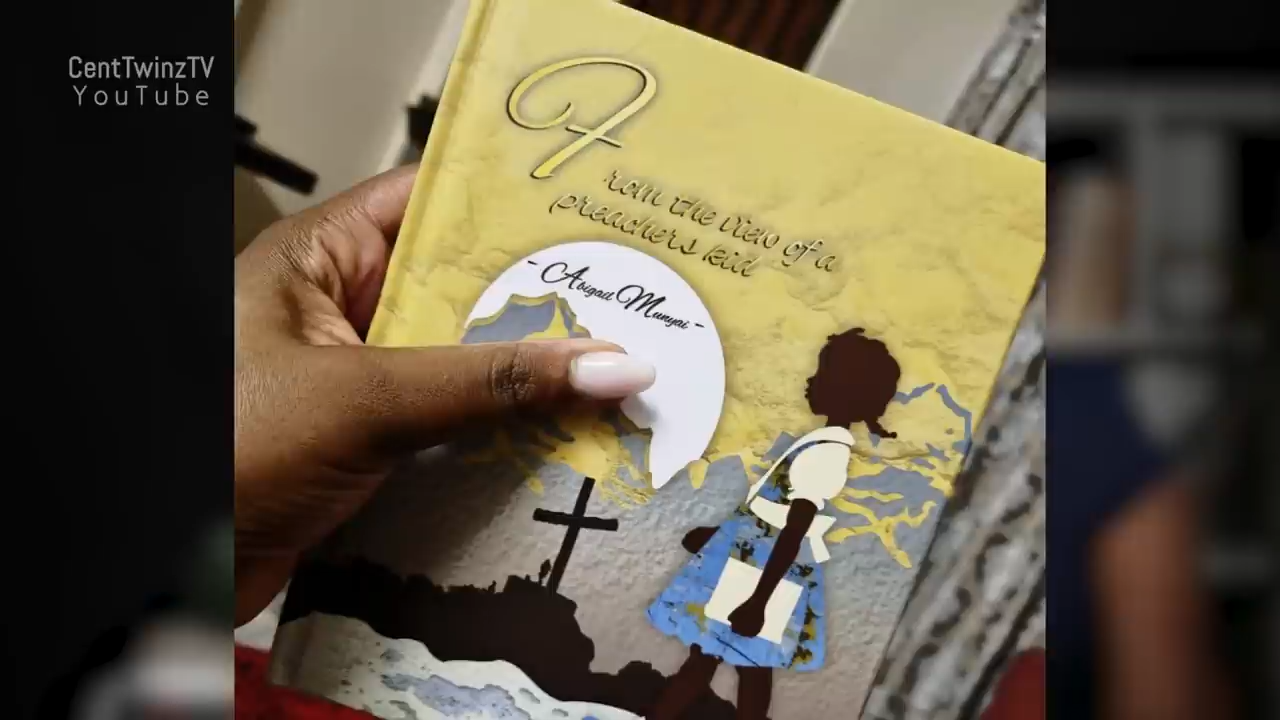 CentTwinzTV
YouTube
From the view of a
preachers kid
- Abigail Munyai -